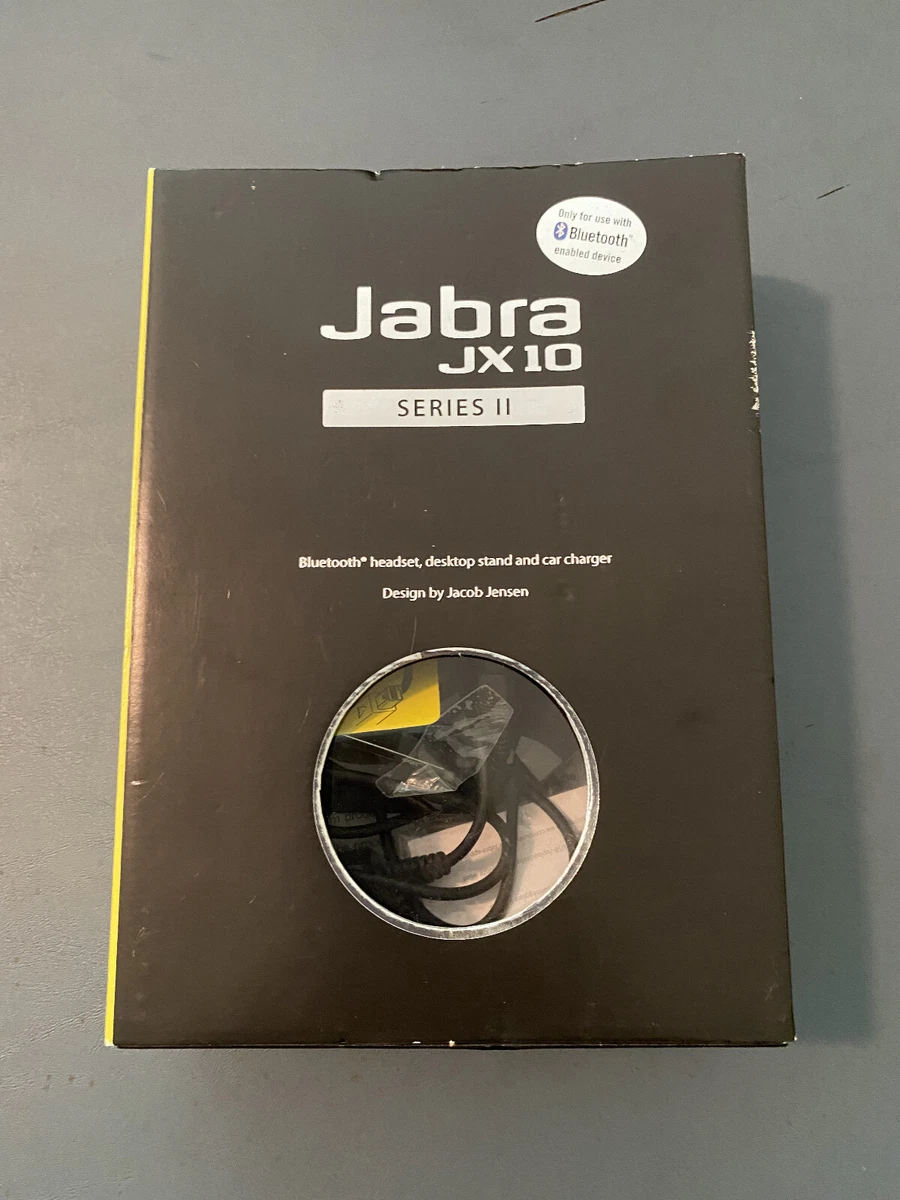 Only for use with
Bluetooth®
enabled device
Jabra
JX10
SERIES II
Bluetooth® headset, desktop stand and car charger
Design by Jacob Jensen